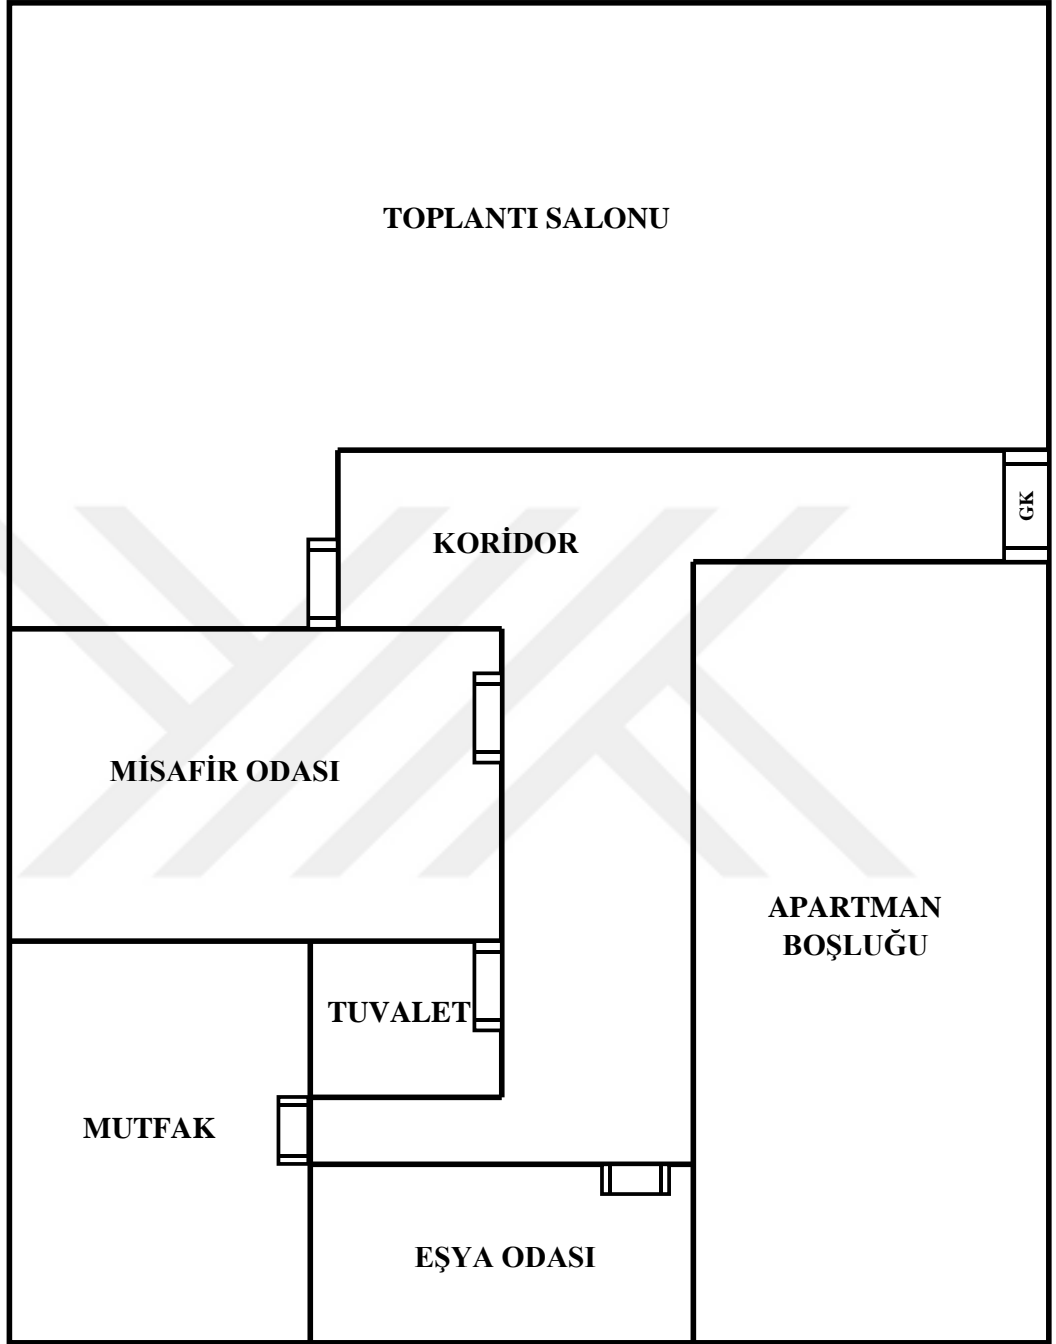 TOPLANTI SALONU
GK
KORİDOR
MİSAFİR ODASI
APARTMAN
BOŞLUĞU
TUVALET
MUTFAK
EŞYA ODASI